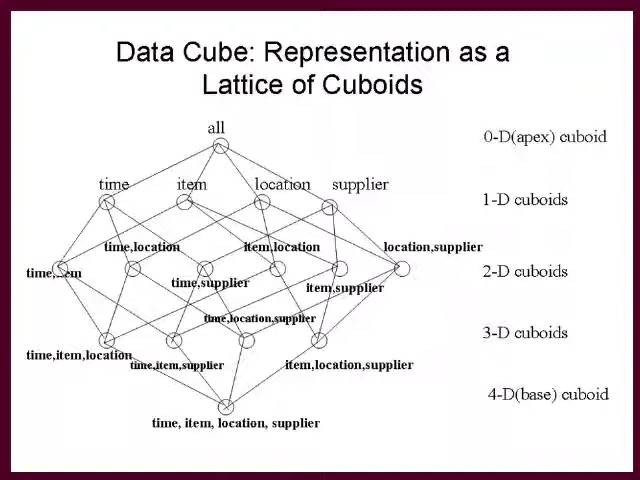 Data Cube: Representation as a
Lattice of Cuboids
all
0-D(apex) cuboid
time
item
location
supplier
1-D cuboids
time,location
item,location
location,supplier
time,item
time,supplier
item,supplier
2-D cuboids
time,location,supplier
3-D cuboids
time,item,location
time,item,supplier
item,location,supplier
4-D(base) cuboid
time, item, location, supplier